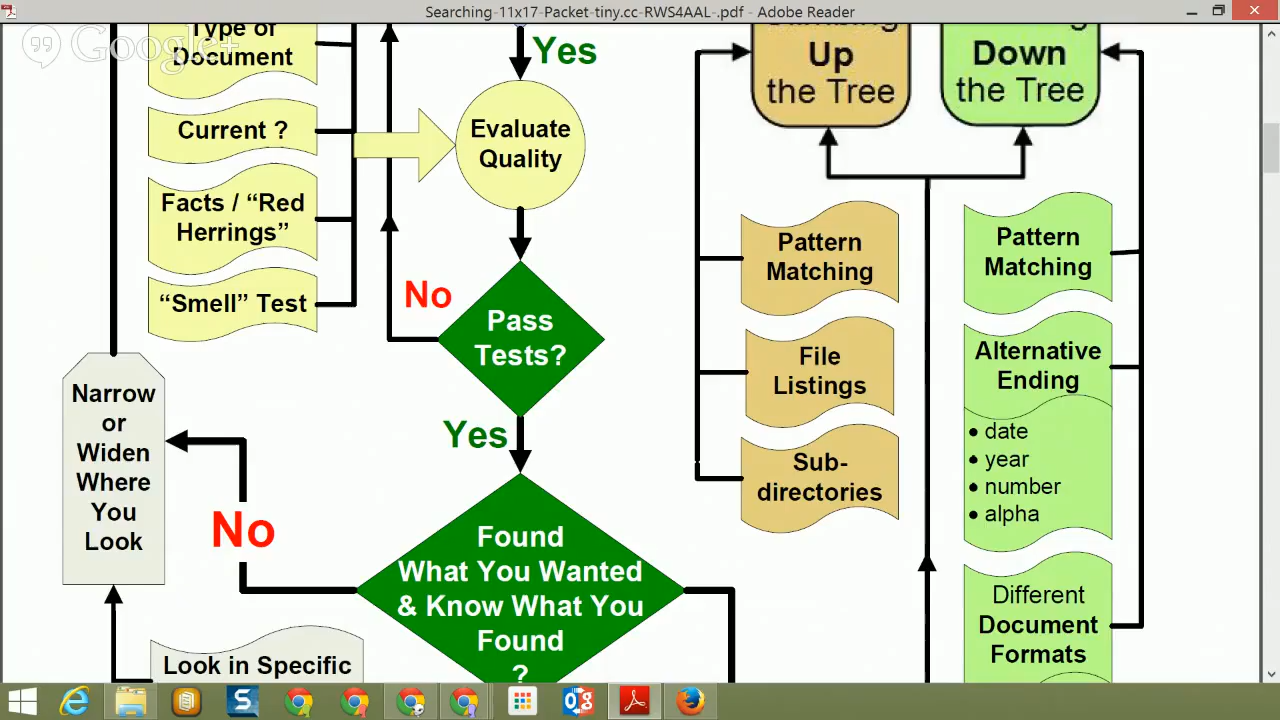 Searching-11x17-Packet-tiny.cc-RWS4AAL-.pdf - Adobe Reader
Google+
Type of
Document
Current ?
Facts / “Red
Herrings”
“Smell” Test
Yes
Evaluate
Quality
No
Pass
Tests?
Yes
Narrow
or
Widen
Where
You
Look
No
Found
What You Wanted
& Know What You
Found
?
Look in Specific
Up
the Tree
Down
the Tree
Pattern
Matching
File
Listings
Sub-
directories
Pattern
Matching
Alternative
Ending
• date
• year
• number
• alpha
Different
Document
Formats